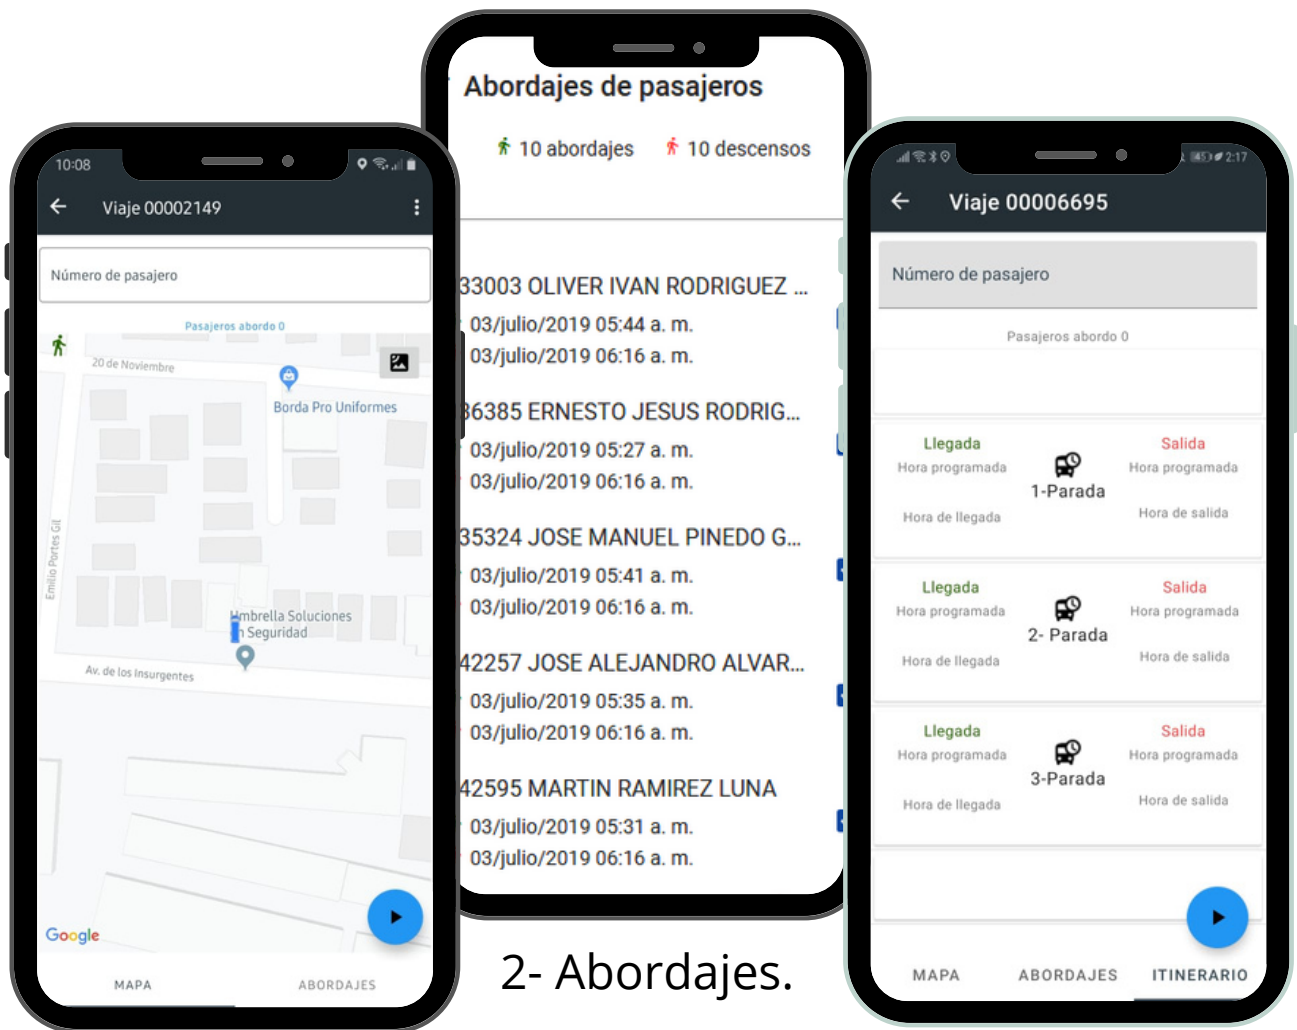 10:08
Viaje 00002149
Número de pasajero
Pasajeros abordo 0
20 de Noviembre
Borda Pro Uniformes
Emilio Portes Gil
Umbrella Soluciones
en Seguridad
Av. de los Insurgentes
Google
MAPA ABORDAJES
Abordajes de pasajeros
10 abordajes 10 descensos
33003 OLIVER IVAN RODRIGUEZ ...
03/julio/2019 05:44 a. m.
03/julio/2019 06:16 a. m.
36385 ERNESTO JESUS RODRIG...
03/julio/2019 05:27 a. m.
03/julio/2019 06:16 a. m.
35324 JOSE MANUEL PINEDO G...
03/julio/2019 05:41 a. m.
03/julio/2019 06:16 a. m.
42257 JOSE ALEJANDRO ALVAR...
03/julio/2019 05:35 a. m.
03/julio/2019 06:16 a. m.
42595 MARTIN RAMIREZ LUNA
03/julio/2019 05:31 a. m.
03/julio/2019 06:16 a. m.
2- Abordajes.
45 2:17
Viaje 00006695
Número de pasajero
Pasajeros abordo 0
Llegada Salida
Hora programada Hora programada
1-Parada
Hora de llegada Hora de salida
Llegada Salida
Hora programada Hora programada
2- Parada
Hora de llegada Hora de salida
Llegada Salida
Hora programada Hora programada
3-Parada
Hora de llegada Hora de salida
MAPA ABORDAJES ITINERARIO